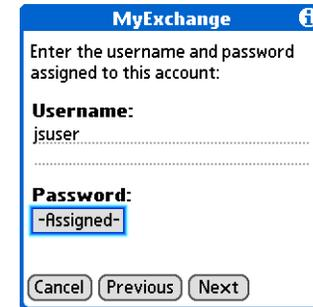 MyExchange
Enter the username and password
assigned to this account:
Username:
jsuser
Password:
-Assigned-
Cancel Previous Next